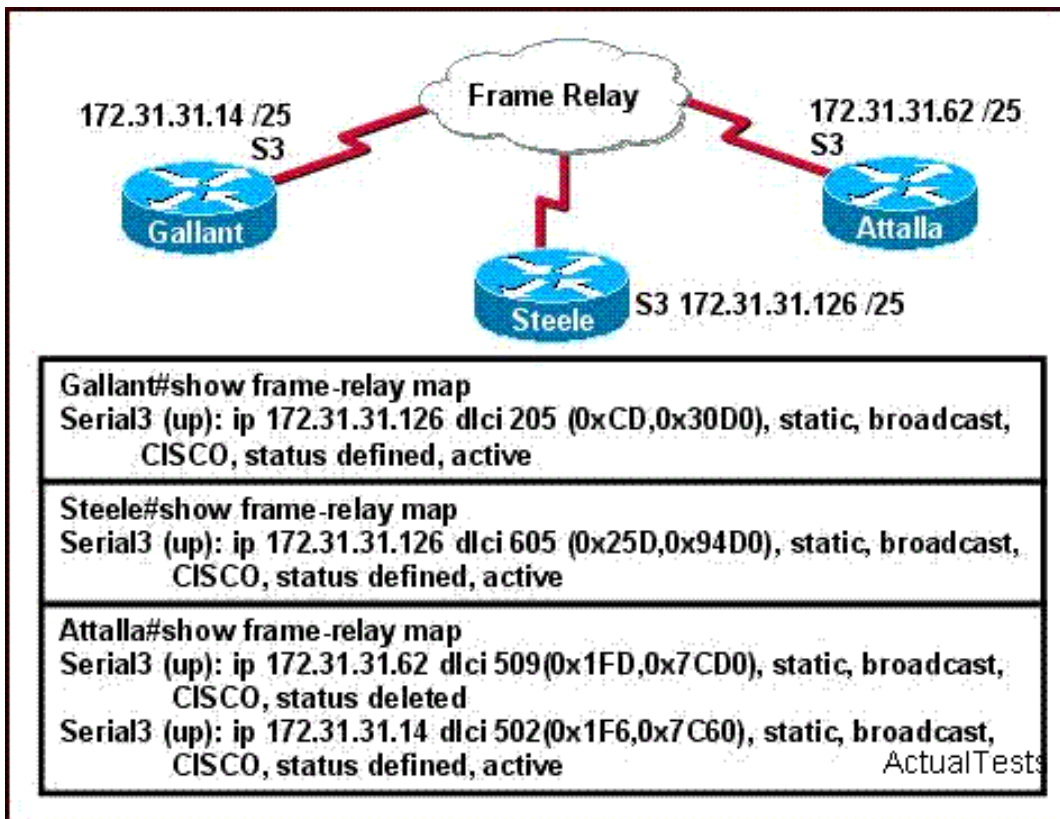 Frame Relay
172.31.31.14 /25
S3
172.31.31.62 /25
S3
Gallant
Attalla
Steele
S3 172.31.31.126 /25
Gallant#show frame-relay map
Serial3 (up): ip 172.31.31.126 dlci 205 (0xCD,0x30D0), static, broadcast,
CISCO, status defined, active
Steele#show frame-relay map
Serial3 (up): ip 172.31.31.126 dlci 605 (0x25D,0x94D0), static, broadcast,
CISCO, status defined, active
Attalla#show frame-relay map
Serial3 (up): ip 172.31.31.62 dlci 509(0x1FD,0x7CD0), static, broadcast,
CISCO, status deleted
Serial3 (up): ip 172.31.31.14 dlci 502(0x1F6,0x7C60), static, broadcast,
CISCO, status defined, active
ActualTests